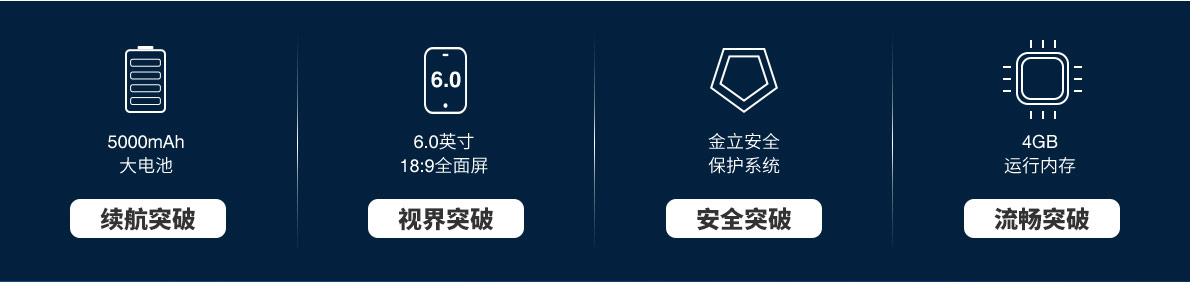 5000mAh
大电池
续航突破
6.0
6.0英寸
18:9全面屏
视界突破
金立安全
保护系统
安全突破
4GB
运行内存
流畅突破